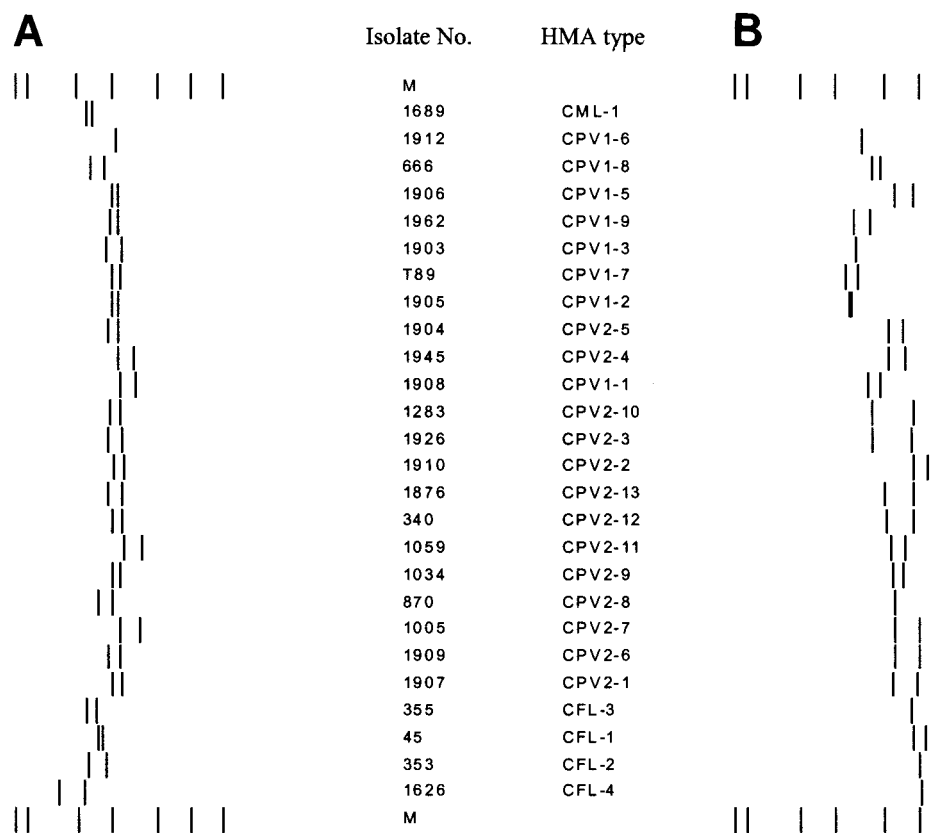 A Isolate No. HMA type B
M
1689 CML-1
1912 CPV1-6
666 CPV1-8
1906 CPV1-5
1962 CPV1-9
1903 CPV1-3
T89 CPV1-7
1905 CPV1-2
1904 CPV2-5
1945 CPV2-4
1908 CPV1-1
1283 CPV2-10
1926 CPV2-3
1910 CPV2-2
1876 CPV2-13
340 CPV2-12
1059 CPV2-11
1034 CPV2-9
870 CPV2-8
1005 CPV2-7
1909 CPV2-6
1907 CPV2-1
355 CFL-3
45 CFL-1
353 CFL-2
1626 CFL-4
M